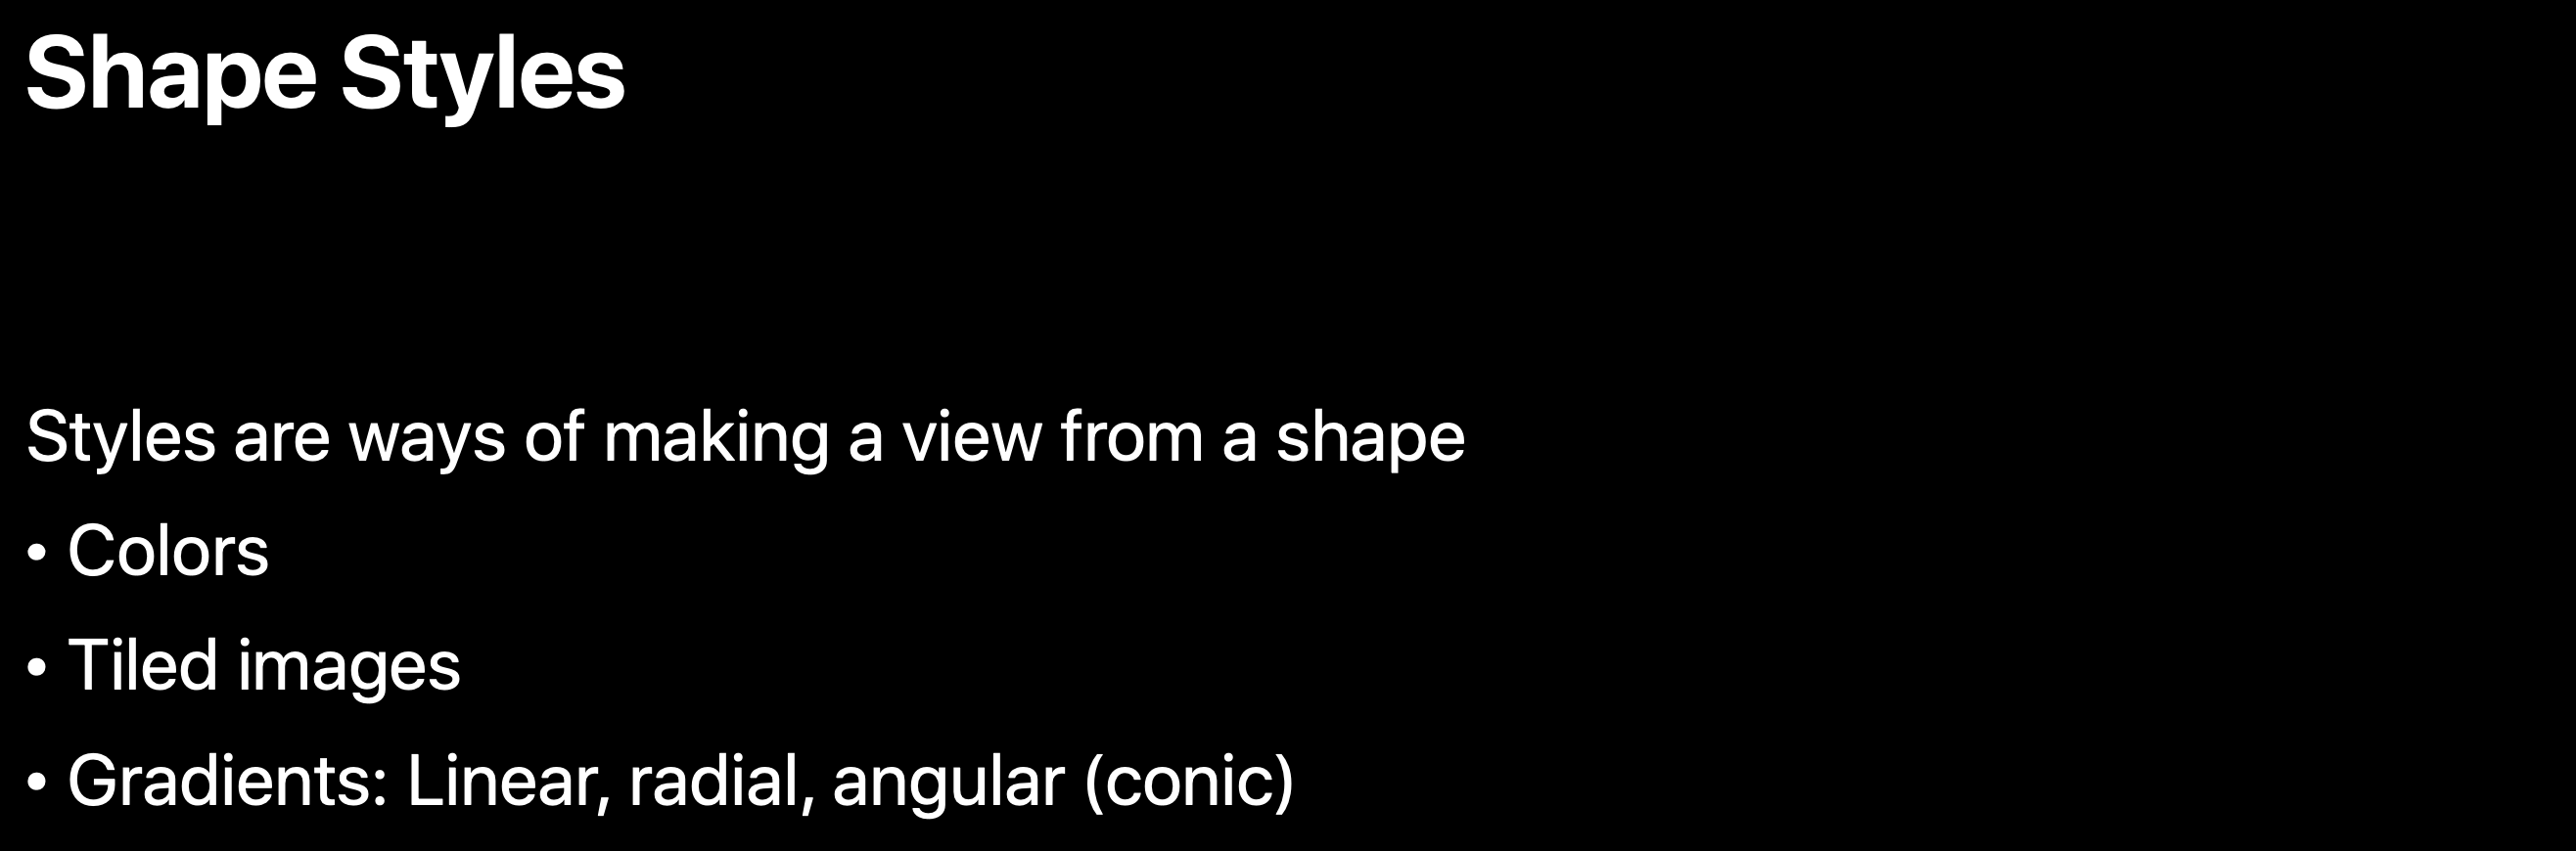 Shape Styles
Styles are ways of making a view from a shape
• Colors
• Tiled images
• Gradients: Linear, radial, angular (conic)